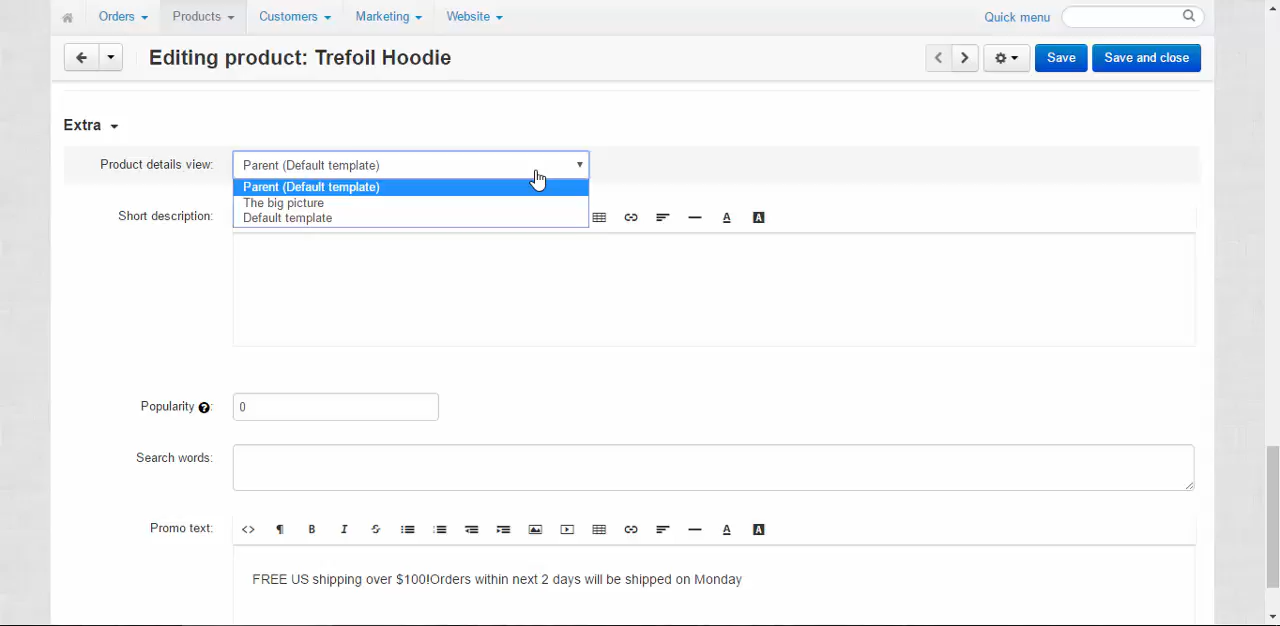 Orders Products Customers Marketing Website Quick menu
Editing product: Trefoil Hoodie Save Save and close
Extra
Product details view: Parent (Default template)
Parent (Default template)
The big picture
Default template
Short description:
Popularity ?: 0
Search words:
Promo text:
FREE US shipping over $100!Orders within next 2 days will be shipped on Monday